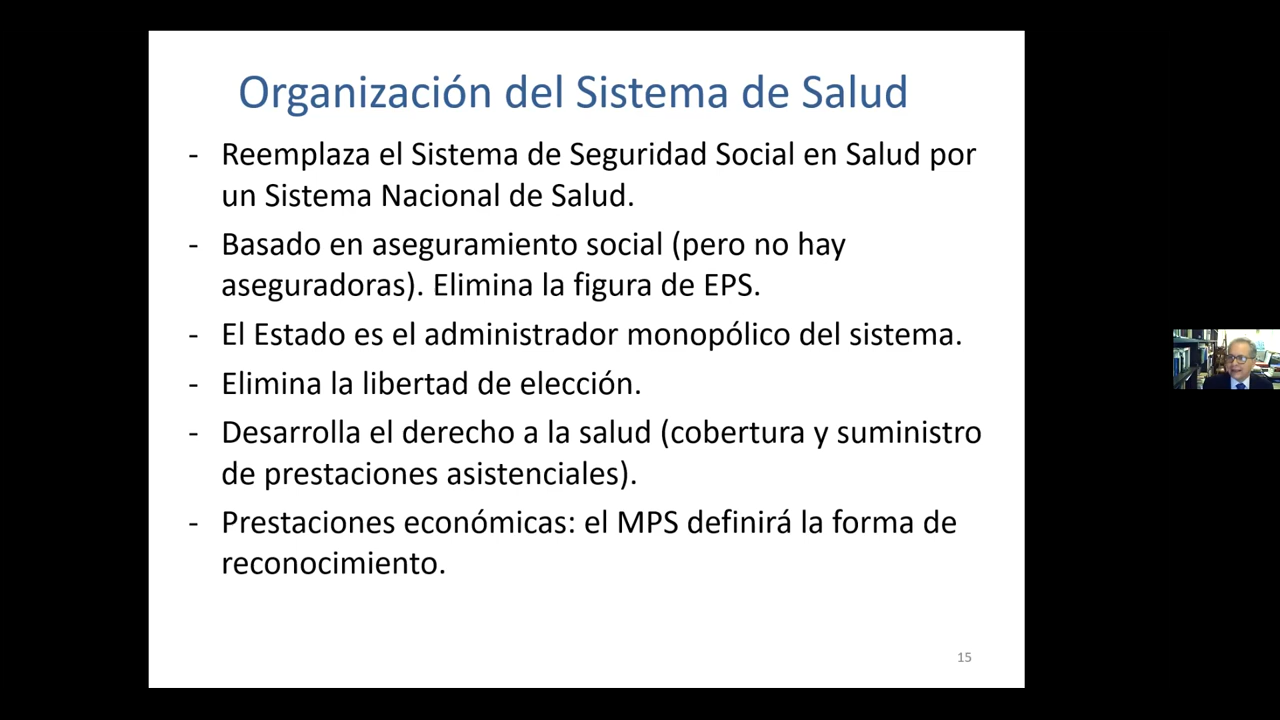 Organización del Sistema de Salud
- Reemplaza el Sistema de Seguridad Social en Salud por
un Sistema Nacional de Salud.
- Basado en aseguramiento social (pero no hay
aseguradoras). Elimina la figura de EPS.
- El Estado es el administrador monopólico del sistema.
- Elimina la libertad de elección.
- Desarrolla el derecho a la salud (cobertura y suministro
de prestaciones asistenciales).
- Prestaciones económicas: el MPS definirá la forma de
reconocimiento.
15